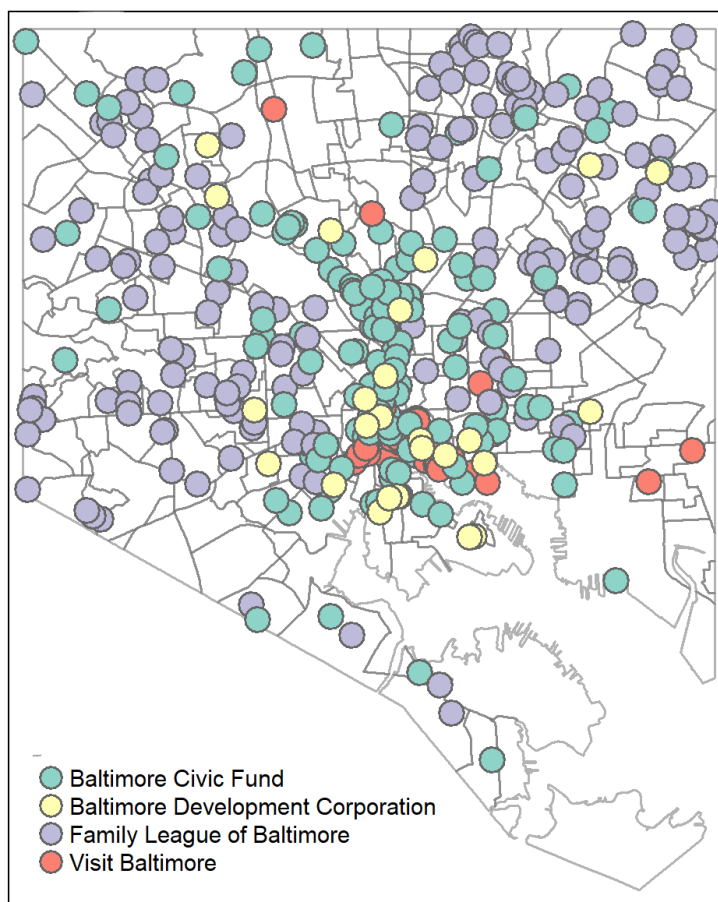 Baltimore Civic Fund
Baltimore Development Corporation
Family League of Baltimore
Visit Baltimore